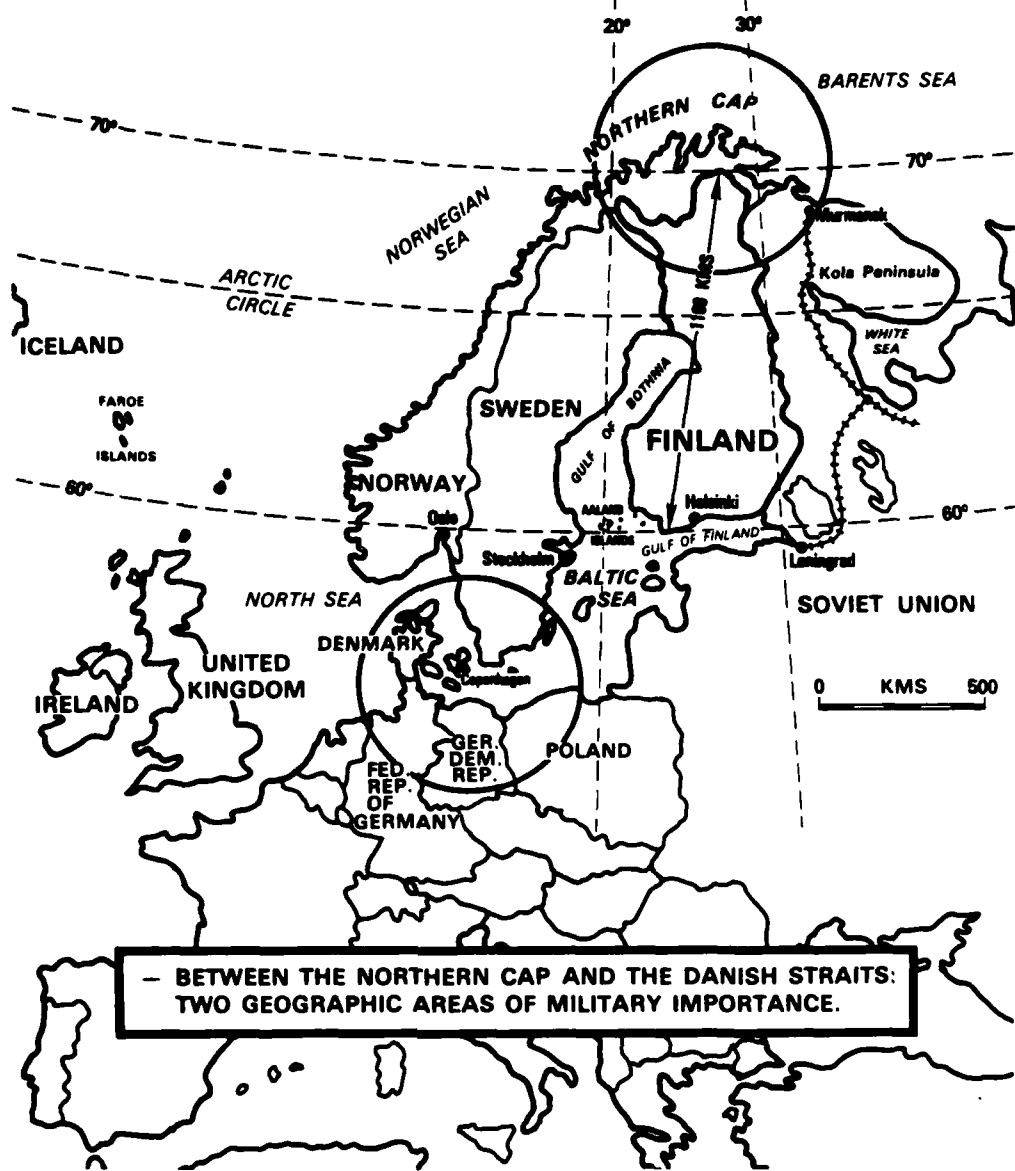 20°
30°
BARENTS SEA
NORTHERN CAP
70°
70°
NORWEGIAN
SEA
Murmansk
Kola Peninsula
ARCTIC
CIRCLE
1100 KMS
WHITE
SEA
ICELAND
FAROE
ISLANDS
SWEDEN
GULF OF BOTHNIA
FINLAND
NORWAY
60°
Oslo
AALAND
ISLANDS
Helsinki
60°
GULF OF FINLAND
Stockholm
Leningrad
BALTIC
SEA
NORTH SEA
SOVIET UNION
DENMARK
UNITED
KINGDOM
Copenhagen
IRELAND
0 KMS 500
GER.
DEM.
REP.
POLAND
FED.
REP.
OF
GERMANY
— BETWEEN THE NORTHERN CAP AND THE DANISH STRAITS:
TWO GEOGRAPHIC AREAS OF MILITARY IMPORTANCE.